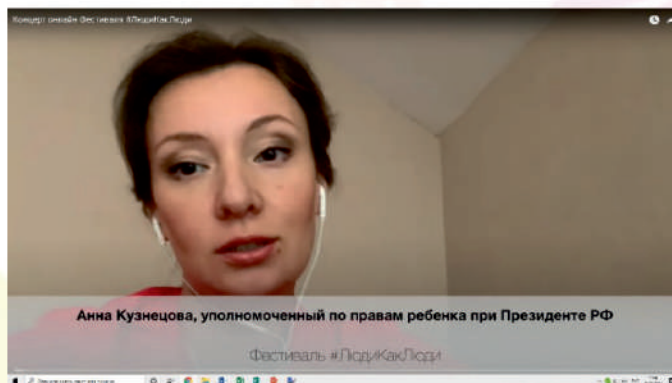 Концерт онлайн Фестиваля #ЛюдиКакЛюди
Анна Кузнецова, уполномоченный по правам ребенка при Президенте РФ
Фестиваль #ЛюдиКакЛюди